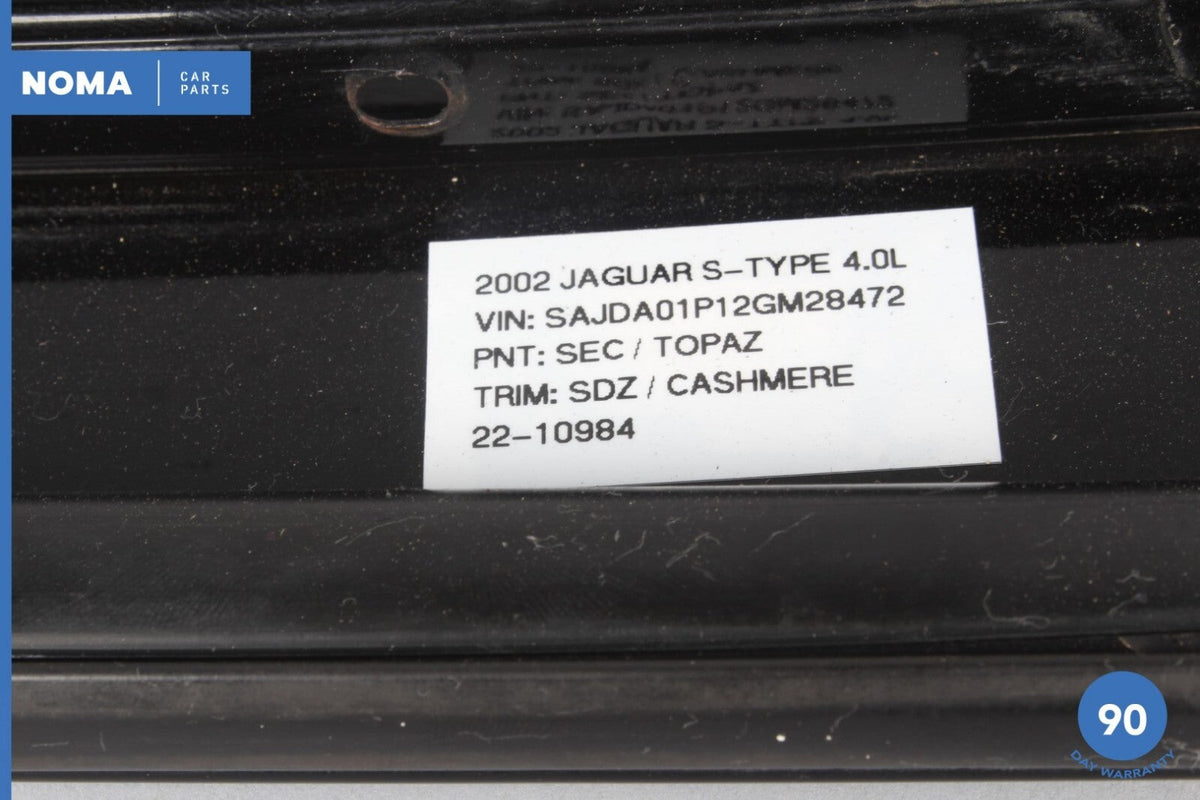 NOMA
CAR
PARTS
2002 JAGUAR S-TYPE 4.0L
VIN: SAJDA01P12GM28472
PNT: SEC / TOPAZ
TRIM: SDZ / CASHMERE
22-10984
90
DAY WARRANTY